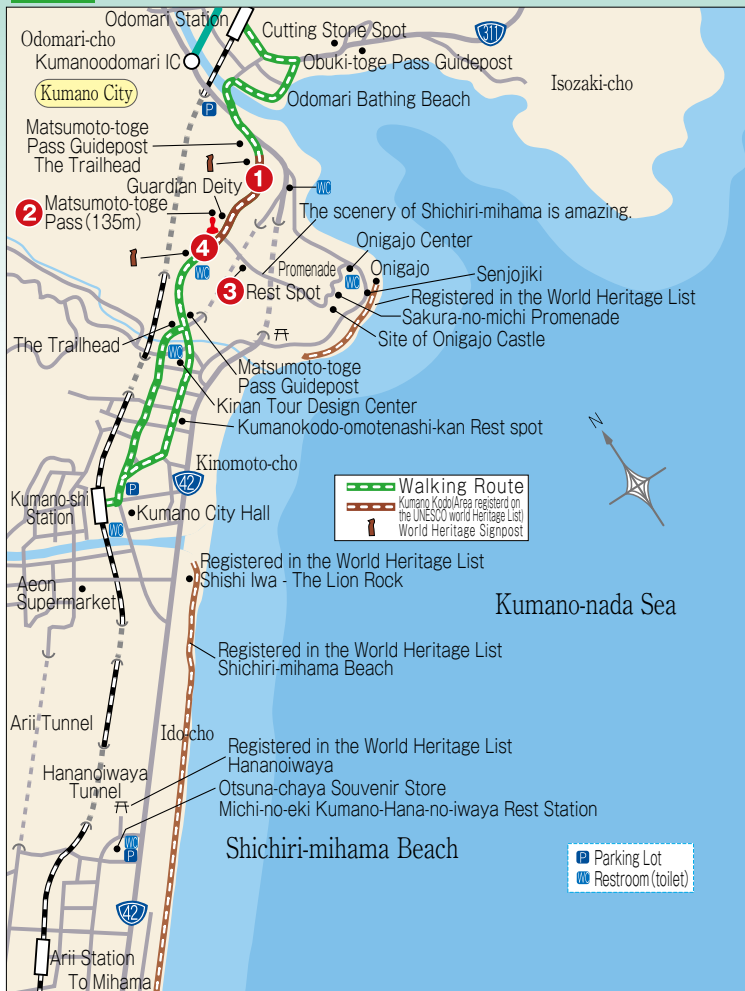 Odomari Station
Cutting Stone Spot
311
Odomari-cho
Kumanoodomari IC
Obuki-toge Pass Guidepost
Isozaki-cho
Kumano City
Odomari Bathing Beach
P
Matsumoto-toge
Pass Guidepost
The Trailhead
1
WC
Guardian Deity
2
Matsumoto-toge
Pass (135m)
The scenery of Shichiri-mihama is amazing.
4
Onigajo Center
WC
Promenade
Onigajo
WC
Senjojiki
3
Rest Spot
Registered in the World Heritage List
Sakura-no-michi Promenade
Site of Onigajo Castle
The Trailhead
WC
Matsumoto-toge
Pass Guidepost
Kinan Tour Design Center
Kumanokodo-omotenashi-kan Rest spot
N
Kinomoto-cho
42
P
Kumano-shi
Station
Kumano City Hall
WC
Walking Route
Kumano Kodo(Area registerd on
the UNESCO world Heritage List)
World Heritage Signpost
Registered in the World Heritage List
Shishi Iwa - The Lion Rock
Aeon
Supermarket
Kumano-nada Sea
Registered in the World Heritage List
Shichiri-mihama Beach
Arii Tunnel
Ido-cho
Registered in the World Heritage List
Hananoiwaya
Hananoiwaya
Tunnel
Otsuna-chaya Souvenir Store
Michi-no-eki Kumano-Hana-no-iwaya Rest Station
WC
P
Shichiri-mihama Beach
P Parking Lot
WC Restroom (toilet)
42
Arii Station
To Mihama